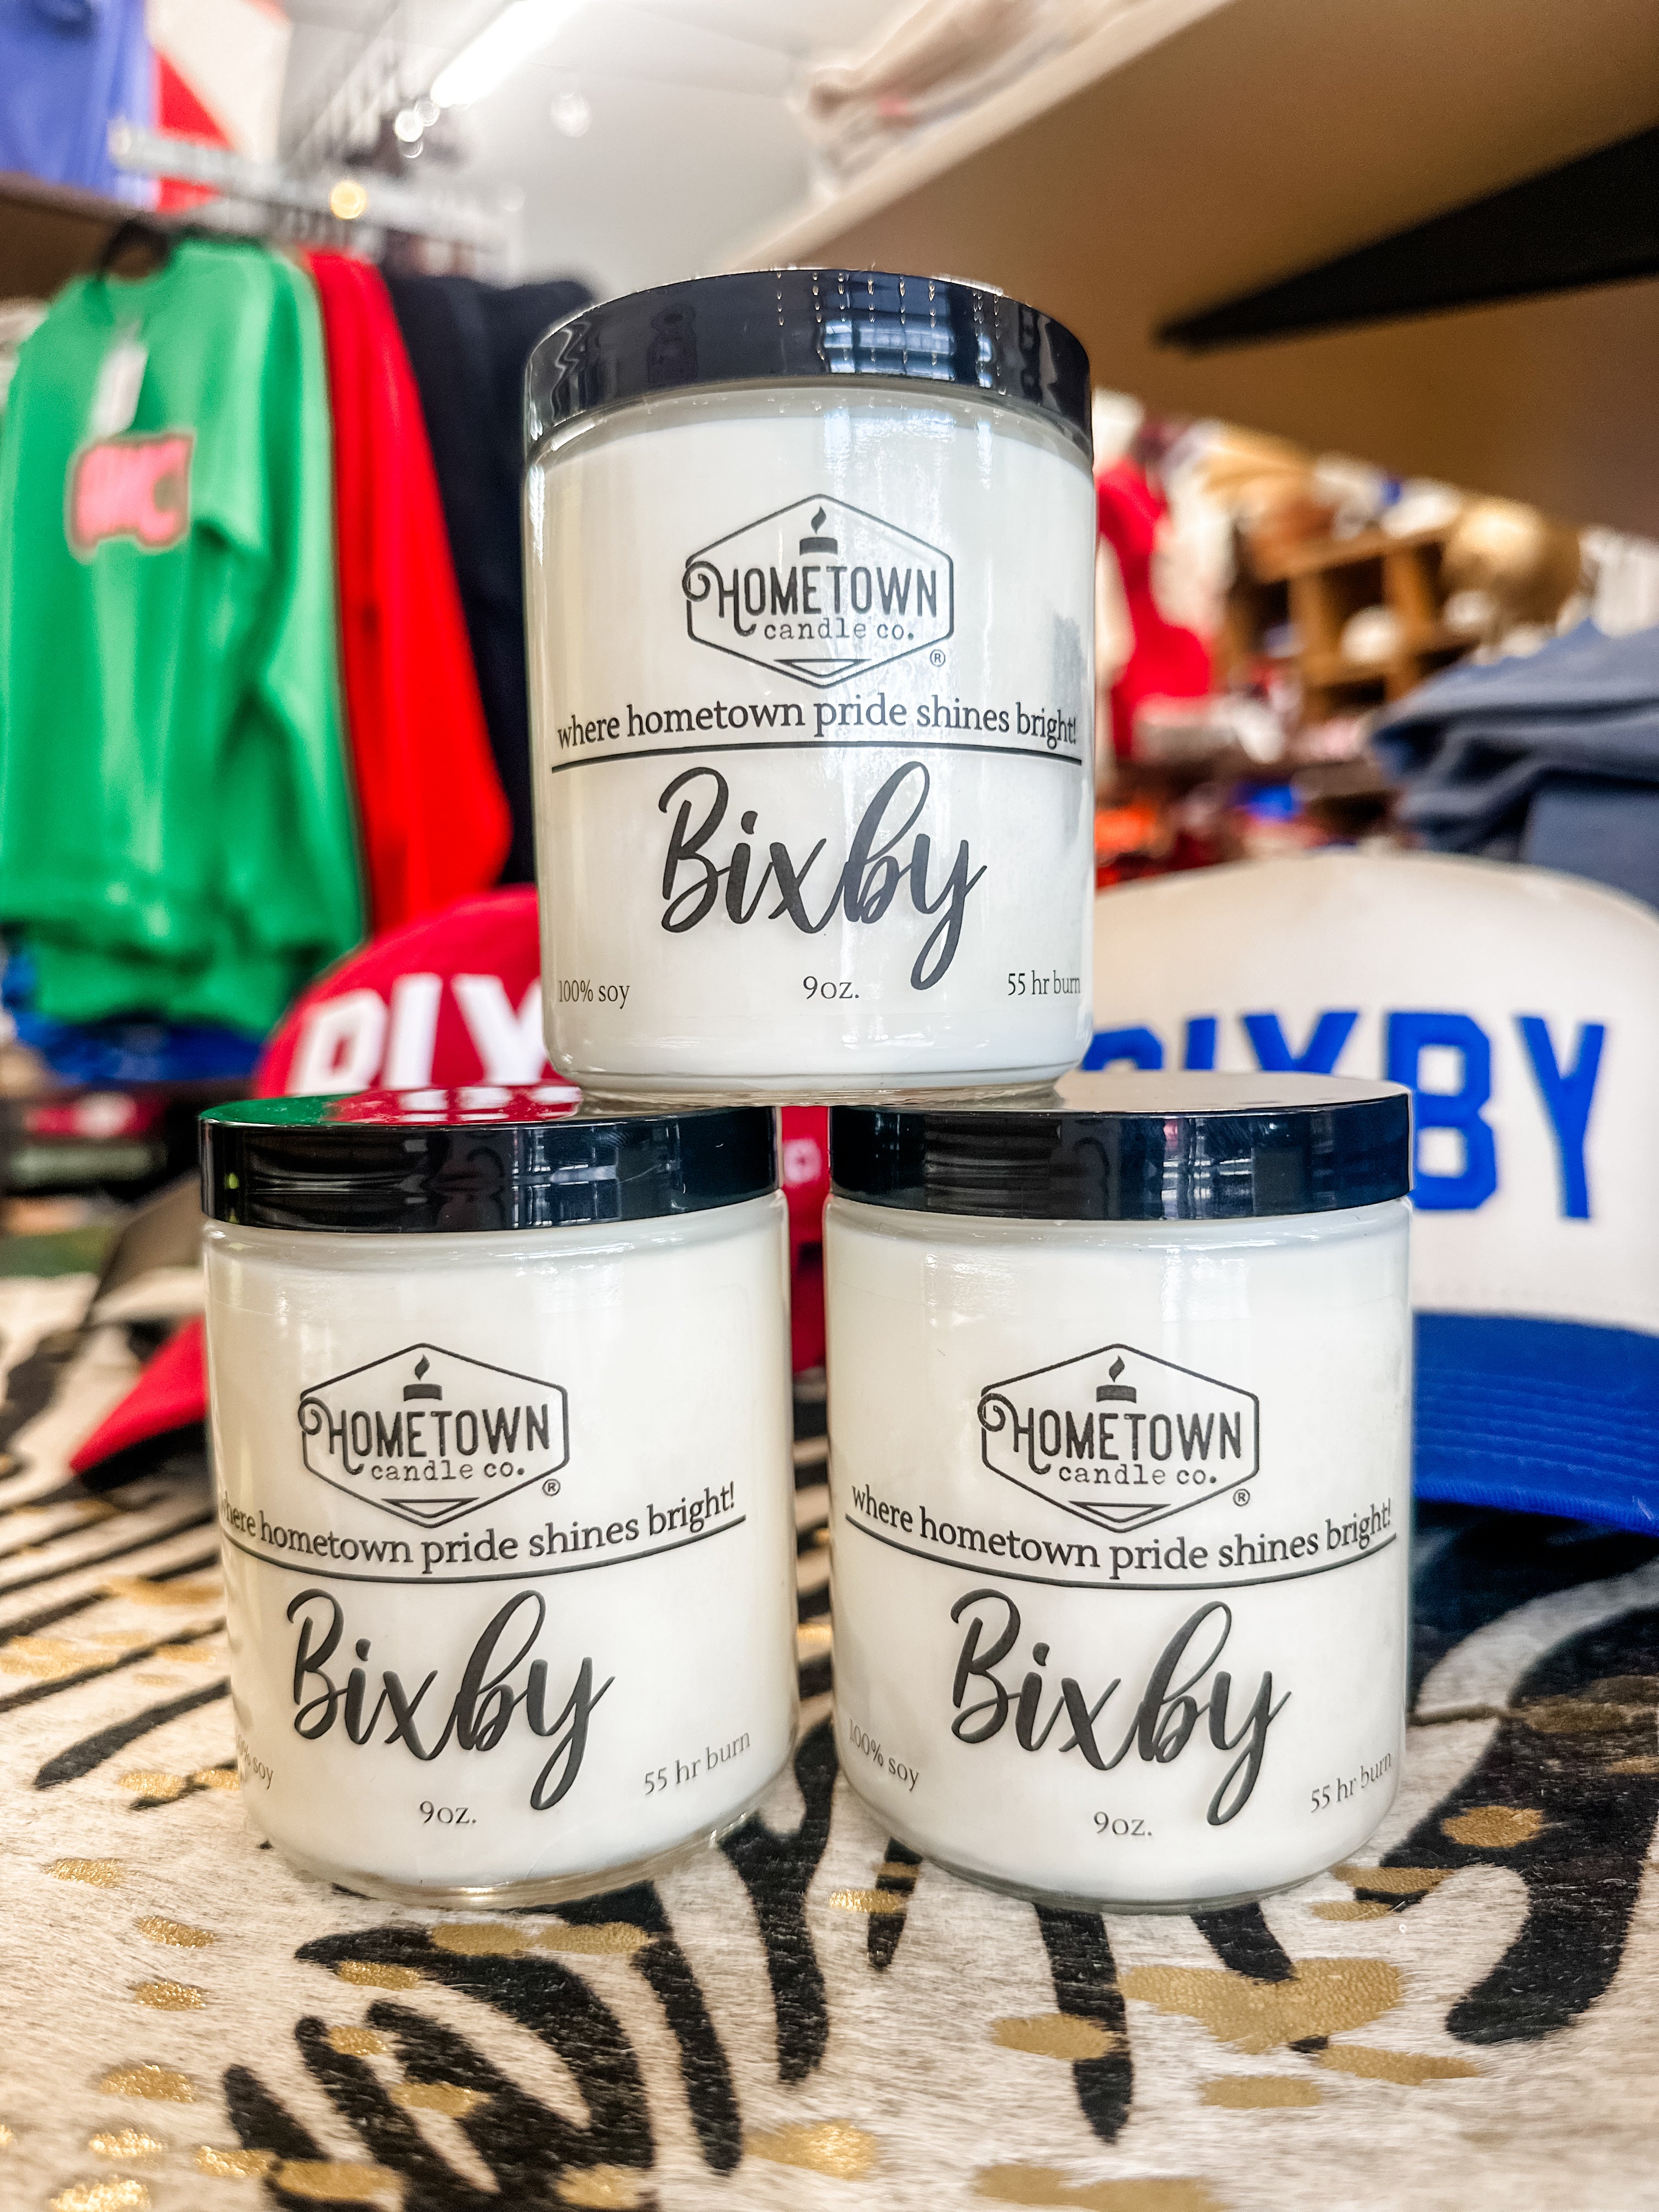 HOMETOWN
candle co.
®
where hometown pride shines bright!
Bixby
100% soy 9oz. 55 hr burn
BIXBY
HOMETOWN
candle co.
®
where hometown pride shines bright!
Bixby
soy 9oz. 55 hr burn
HOMETOWN
candle co.
®
where hometown pride shines bright!
Bixby
100% soy 9oz. 55 hr burn